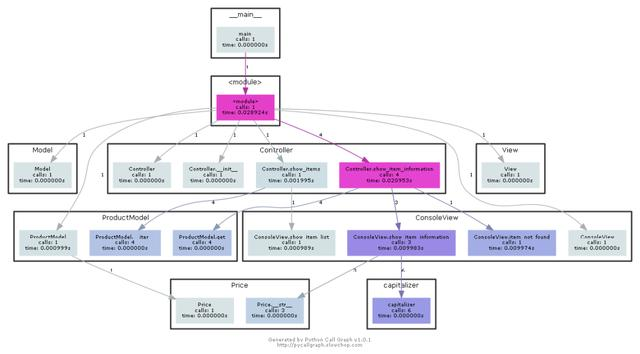 __main__
main
calls: 1
time: 0.000000s
1
<module>
<module>
calls: 1
time: 0.028924s
1
1
1
1
4
1
1
1
Model
Model
calls: 1
time: 0.000000s
Controller
Controller
calls: 1
time: 0.000000s
Controller.__init__
calls: 1
time: 0.000000s
Controller.show_items
calls: 1
time: 0.001995s
Controller.show_item_information
calls: 4
time: 0.020953s
View
View
calls: 1
time: 0.000000s
4
1
4
3
1
ProductModel
ProductModel
calls: 1
time: 0.000999s
calls: 4
time: 0.000000s
ProductModel.get
calls: 4
time: 0.000000s
ConsoleView
ConsoleView.show_item_list
calls: 1
time: 0.000989s
ConsoleView.show_item_information
calls: 3
time: 0.009983s
ConsoleView.item_not_found
calls: 1
time: 0.009974s
ConsoleView
calls: 1
time: 0.000000s
1
Price
Price
calls: 1
time: 0.000000s
Price.__str__
calls: 3
time: 0.000000s
capitalizer
capitalizer
calls: 6
time: 0.000000s
Generated by Python Call Graph v1.0.1
http://pycallgraph.slowchop.com